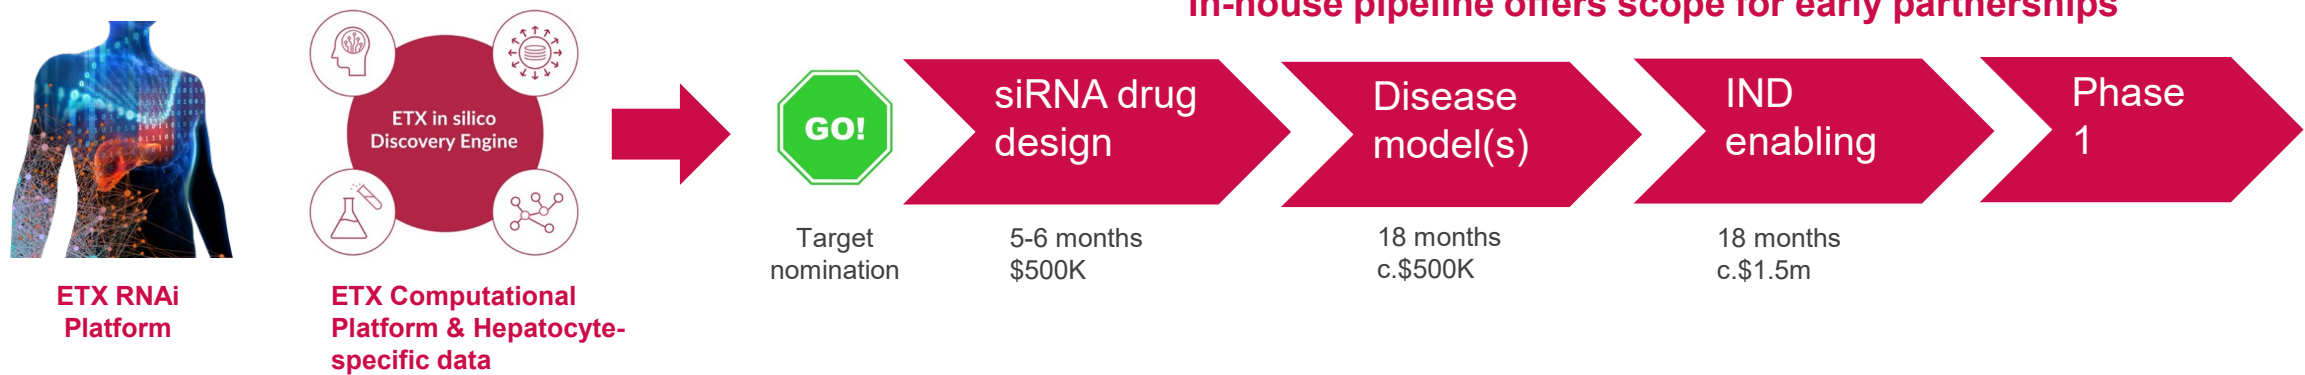 In-house pipeline offers scope for early partnerships
ETX in silico
Discovery Engine
GO!
siRNA drug
design
Disease
model(s)
IND
enabling
Phase
1
Target
nomination
5-6 months
$500K
18 months
c.$500K
18 months
c.$1.5m
ETX RNAi
Platform
ETX Computational
Platform & Hepatocyte-
specific data